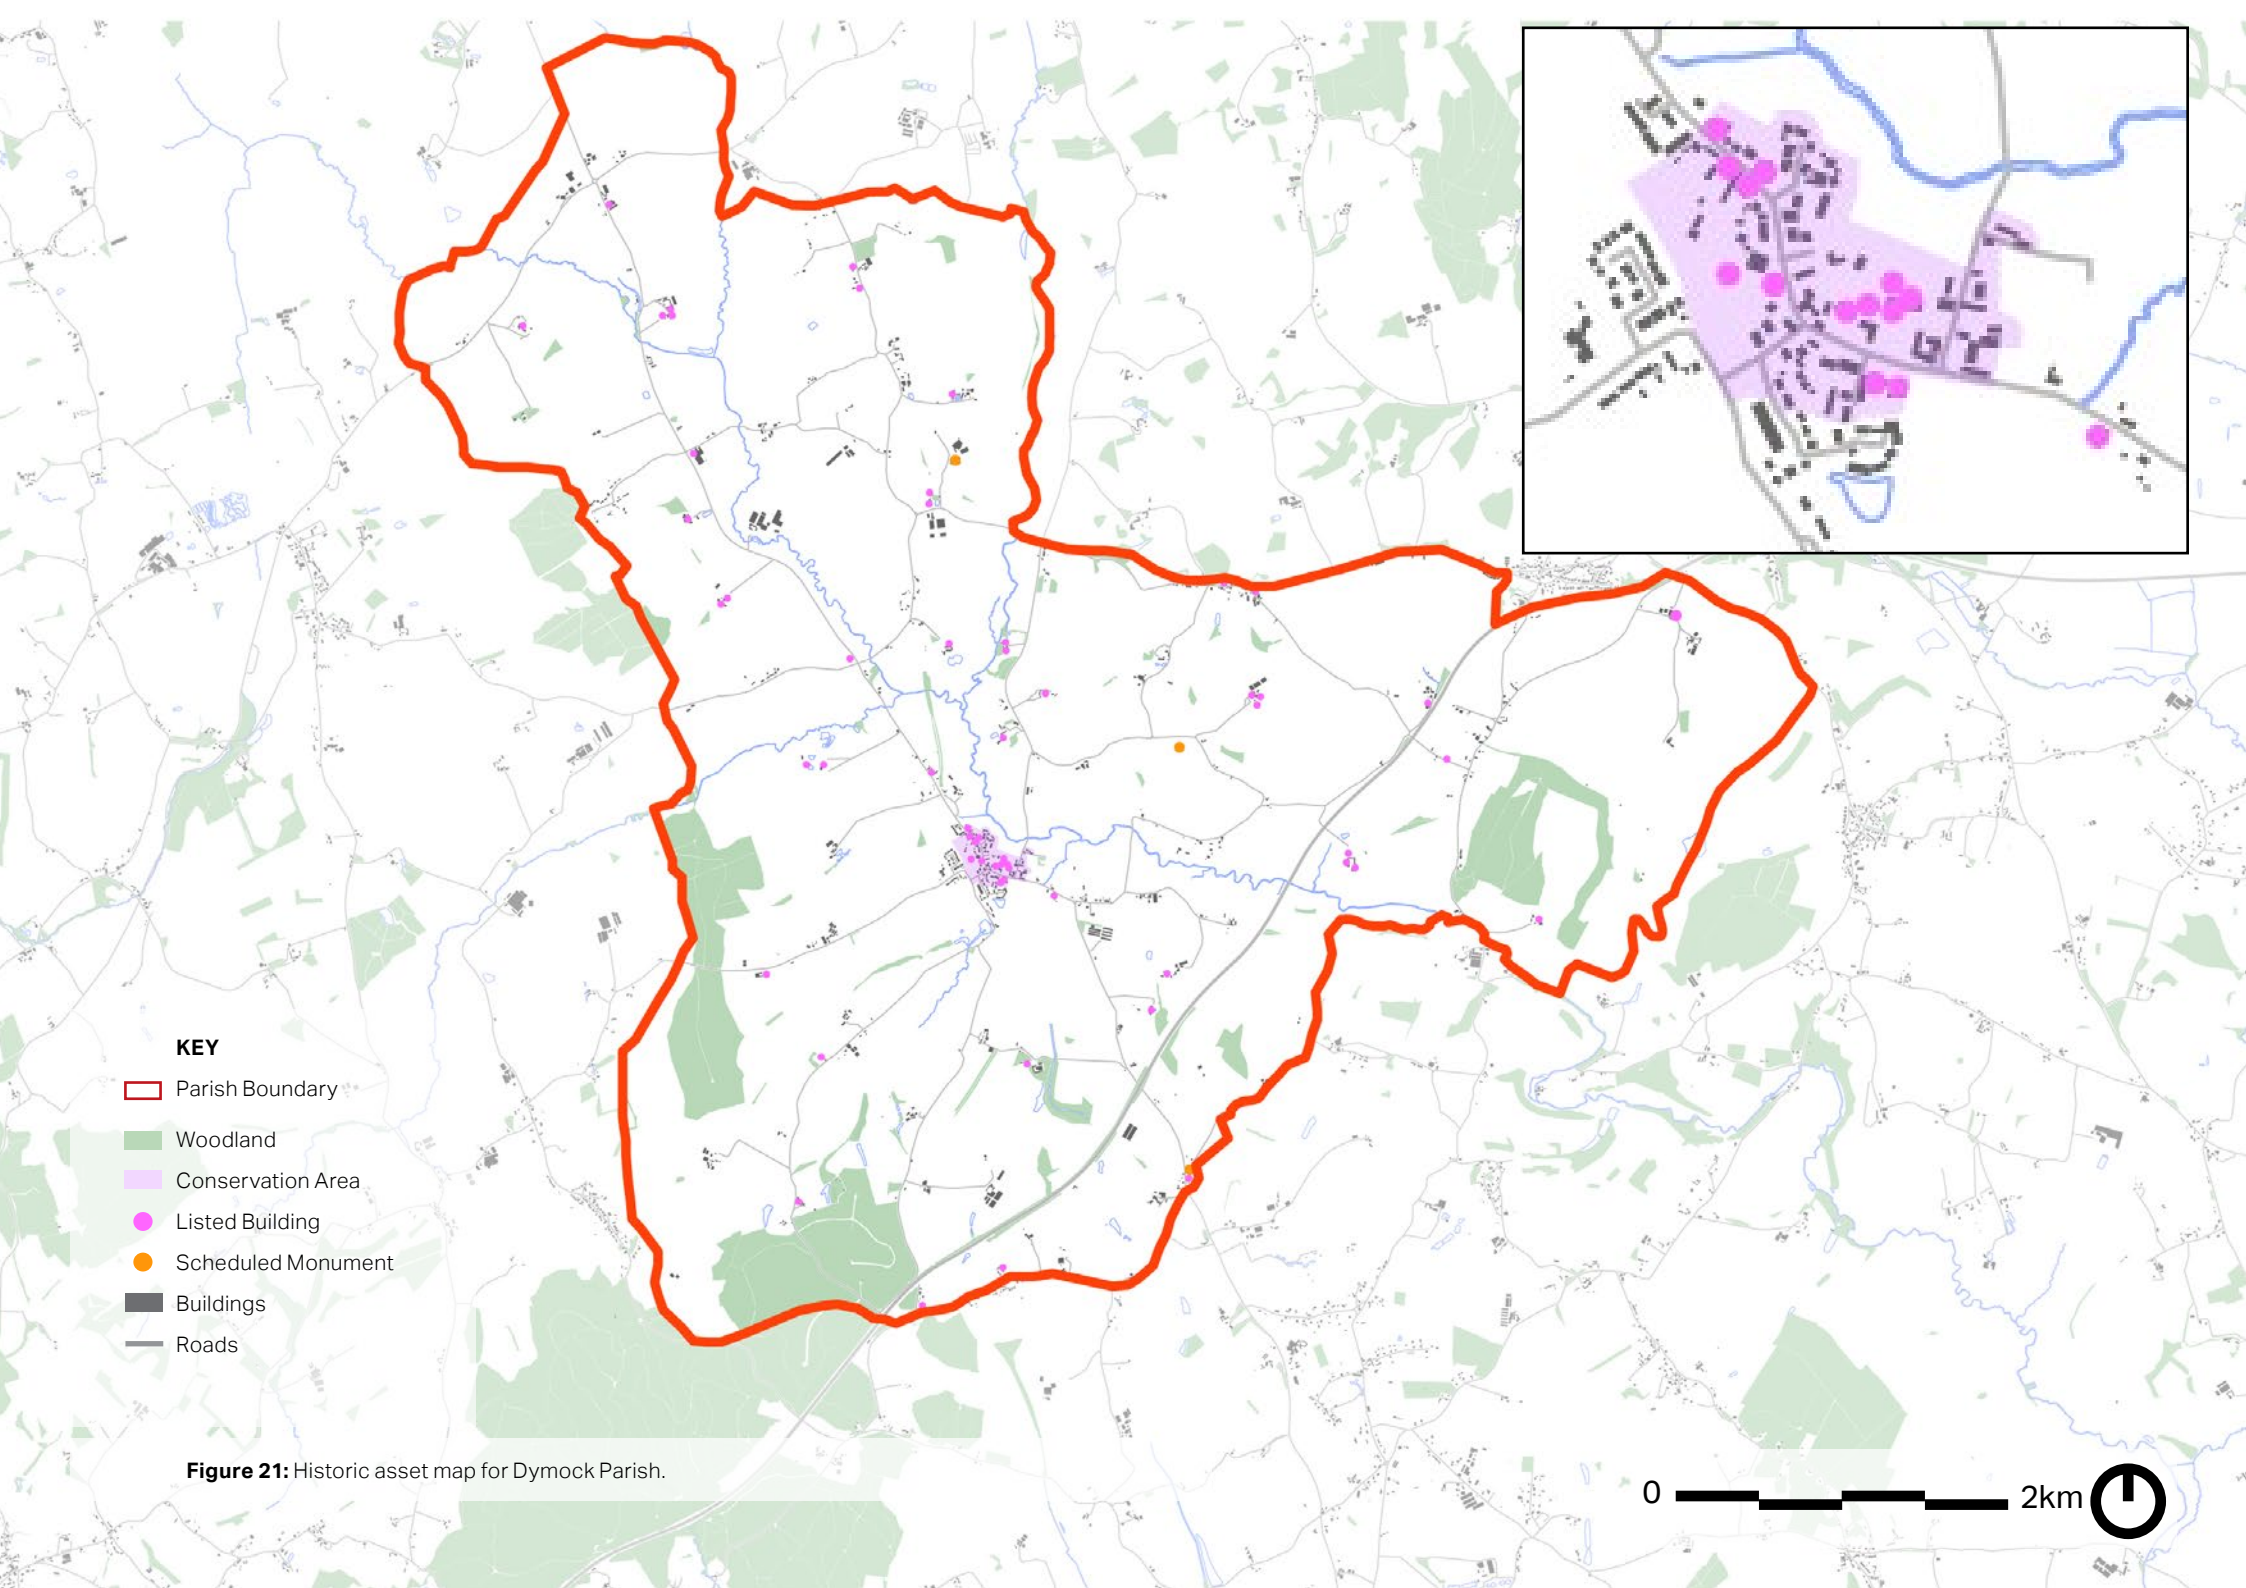 KEY
Parish Boundary
Woodland
Conservation Area
Listed Building
Scheduled Monument
Buildings
Roads
Figure 21: Historic asset map for Dymock Parish.
0 2km